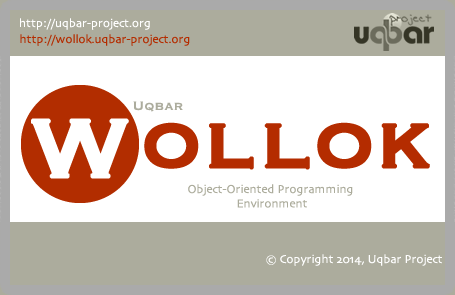 http://uqbar-project.org
http://wollok.uqbar-project.org
project
uqbar
Uqbar
Wollok
Object-Oriented Programming
Environment
© Copyright 2014, Uqbar Project